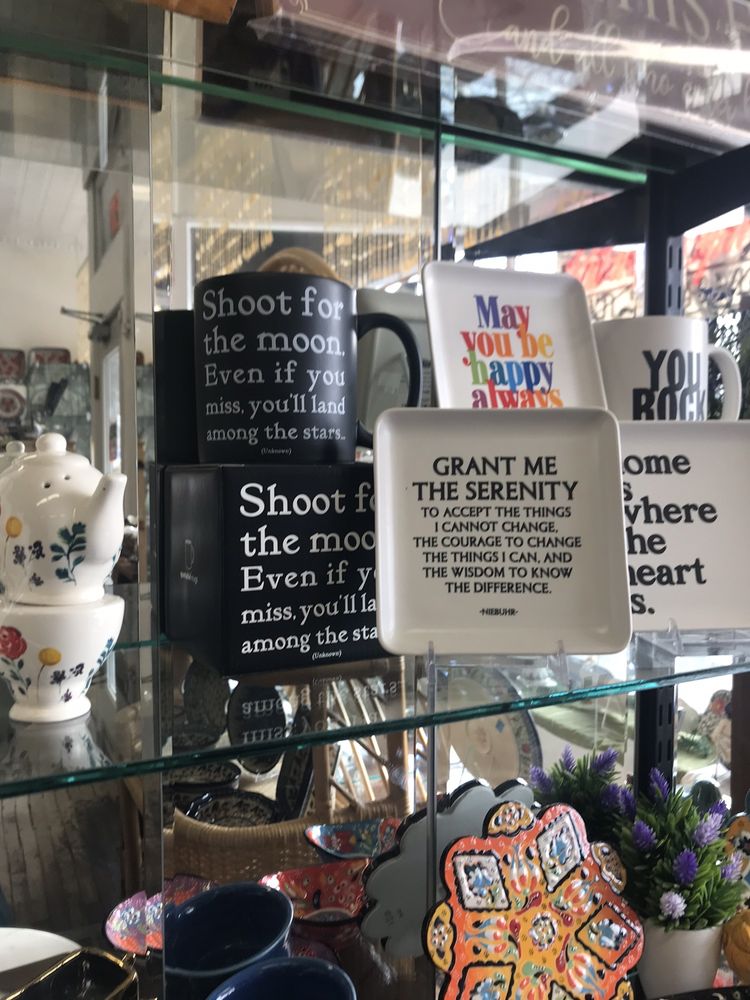 and all who
Shoot for
the moon.
Even if you
miss, you'll land
among the stars...
(Unknown)
May
you be
happy
always
YOU
ROCK
Shoot
the moo
Even if y
miss, you'll la
among the sta
(Unknown)
GRANT ME
THE SERENITY
TO ACCEPT THE THINGS
I CANNOT CHANGE,
THE COURAGE TO CHANGE
THE THINGS I CAN, AND
THE WISDOM TO KNOW
THE DIFFERENCE.
-NIEBUHR-
ome
s
where
he
heart
s.